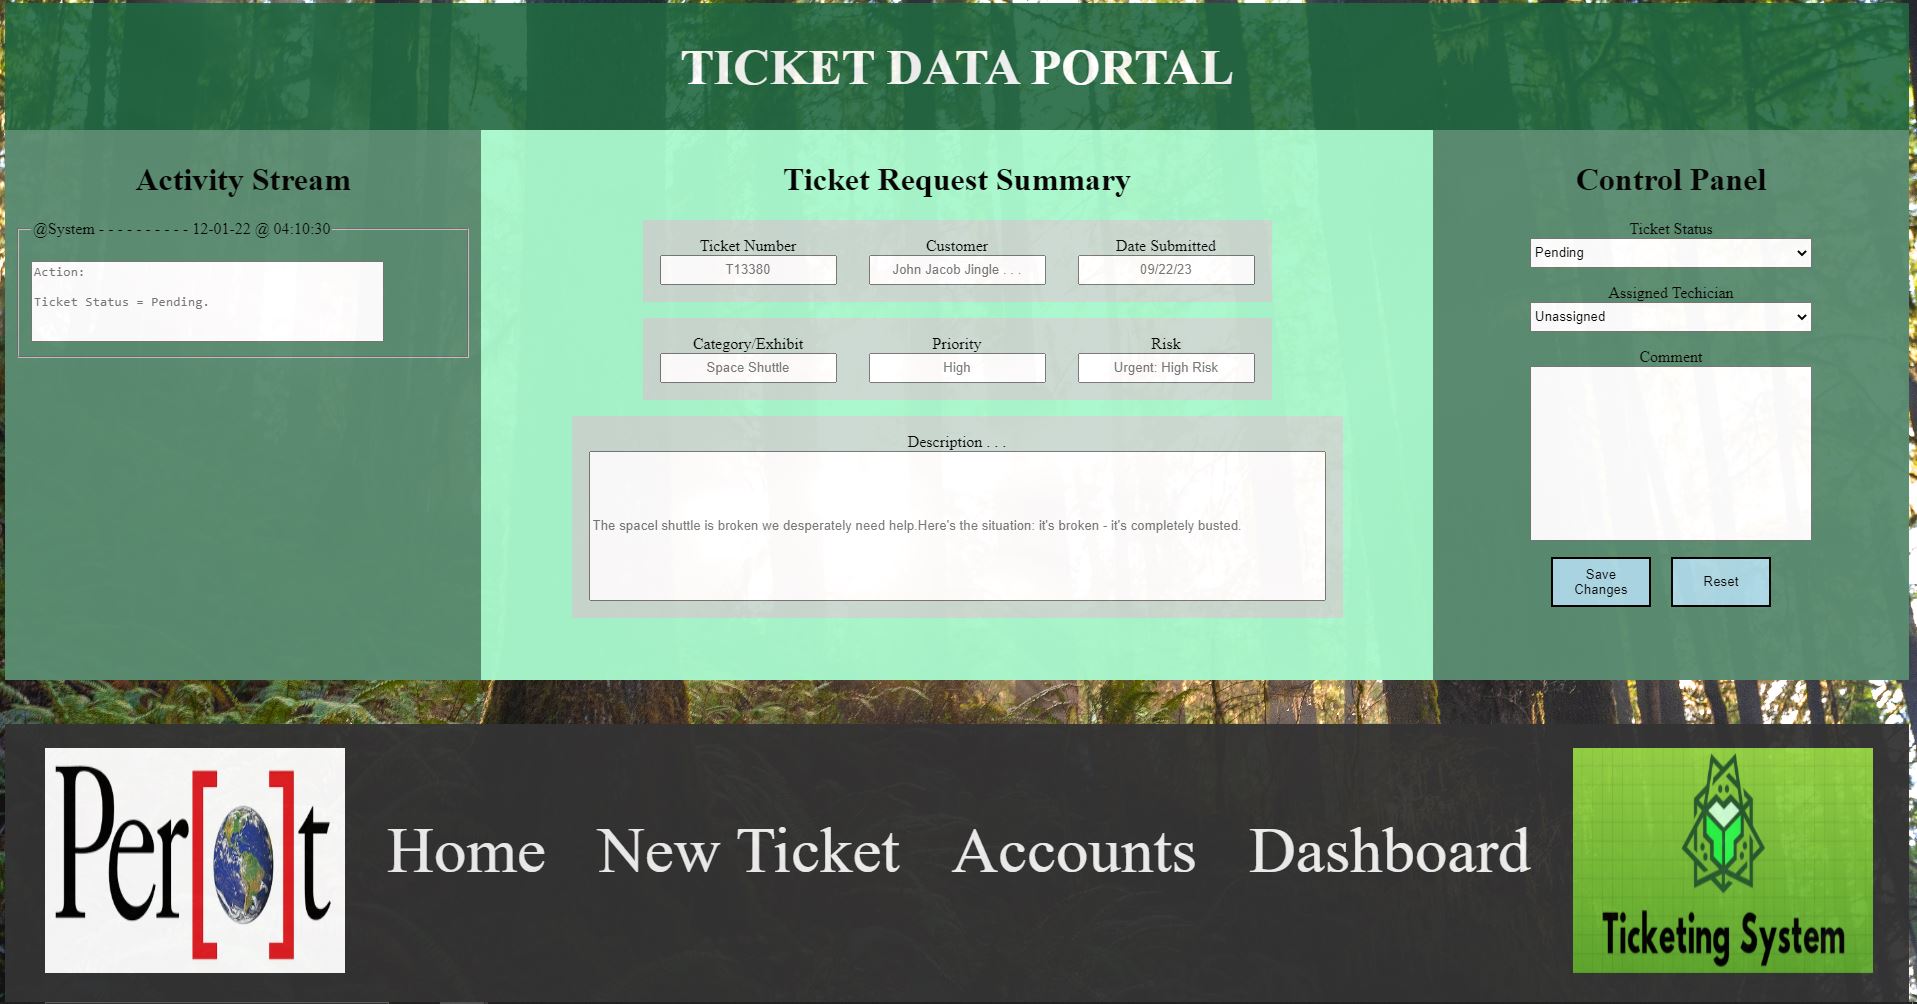 TICKET DATA PORTAL
Activity Stream
@System - - - - - - - - - - 12-01-22 @ 04:10:30
Action:
Ticket Status = Pending.
Ticket Request Summary
Ticket Number Customer Date Submitted
T13380 John Jacob Jingle . . . 09/22/23
Category/Exhibit Priority Risk
Space Shuttle High Urgent: High Risk
Description . . .
The spacel shuttle is broken we desperately need help.Here's the situation: it's broken - it's completely busted.
Control Panel
Ticket Status
Pending
Assigned Techician
Unassigned
Comment
Save
Changes
Reset
Per[O]t
Home New Ticket Accounts Dashboard
Ticketing System